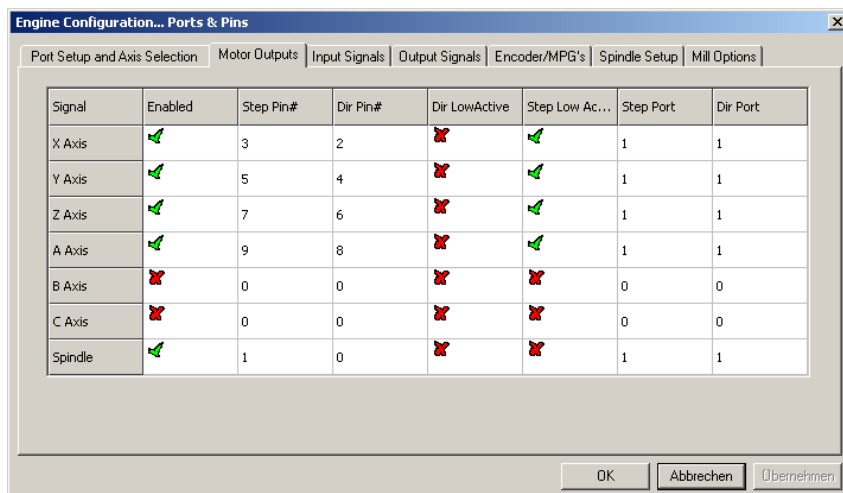 Engine Configuration... Ports & Pins
Port Setup and Axis Selection Motor Outputs Input Signals Output Signals Encoder/MPG's Spindle Setup Mill Options
Signal Enabled Step Pin# Dir Pin# Dir LowActive Step Low Ac... Step Port Dir Port
X Axis 3 2 1 1
Y Axis 5 4 1 1
Z Axis 7 6 1 1
A Axis 9 8 1 1
B Axis 0 0 0 0
C Axis 0 0 0 0
Spindle 1 0 1 1
OK Abbrechen Übernehmen